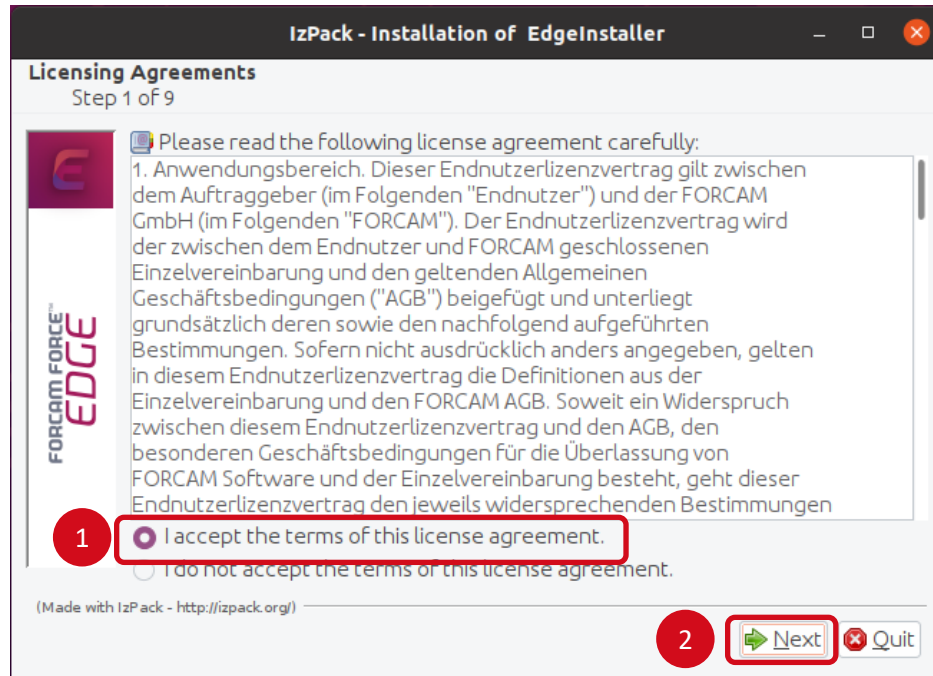 IzPack - Installation of EdgeInstaller
Licensing Agreements
Step 1 of 9
Please read the following license agreement carefully:
1. Anwendungsbereich. Dieser Endnutzerlizenzvertrag gilt zwischen
dem Auftraggeber (im Folgenden "Endnutzer") und der FORCAM
GmbH (im Folgenden "FORCAM"). Der Endnutzerlizenzvertrag wird
der zwischen dem Endnutzer und FORCAM geschlossenen
Einzelvereinbarung und den geltenden Allgemeinen
Geschäftsbedingungen ("AGB") beigefügt und unterliegt
grundsätzlich deren sowie den nachfolgend aufgeführten
Bestimmungen. Sofern nicht ausdrücklich anders angegeben, gelten
in diesem Endnutzerlizenzvertrag die Definitionen aus der
Einzelvereinbarung und den FORCAM AGB. Soweit ein Widerspruch
zwischen diesem Endnutzerlizenzvertrag und den AGB, den
besonderen Geschäftsbedingungen für die Überlassung von
FORCAM Software und der Einzelvereinbarung besteht, geht dieser
Endnutzerlizenzvertrag den jeweils widersprechenden Bestimmungen
E
FORCAM FORCE™
EDGE
1
I accept the terms of this license agreement.
I do not accept the terms of this license agreement.
(Made with IzPack - http://izpack.org/)
2
Next
Quit